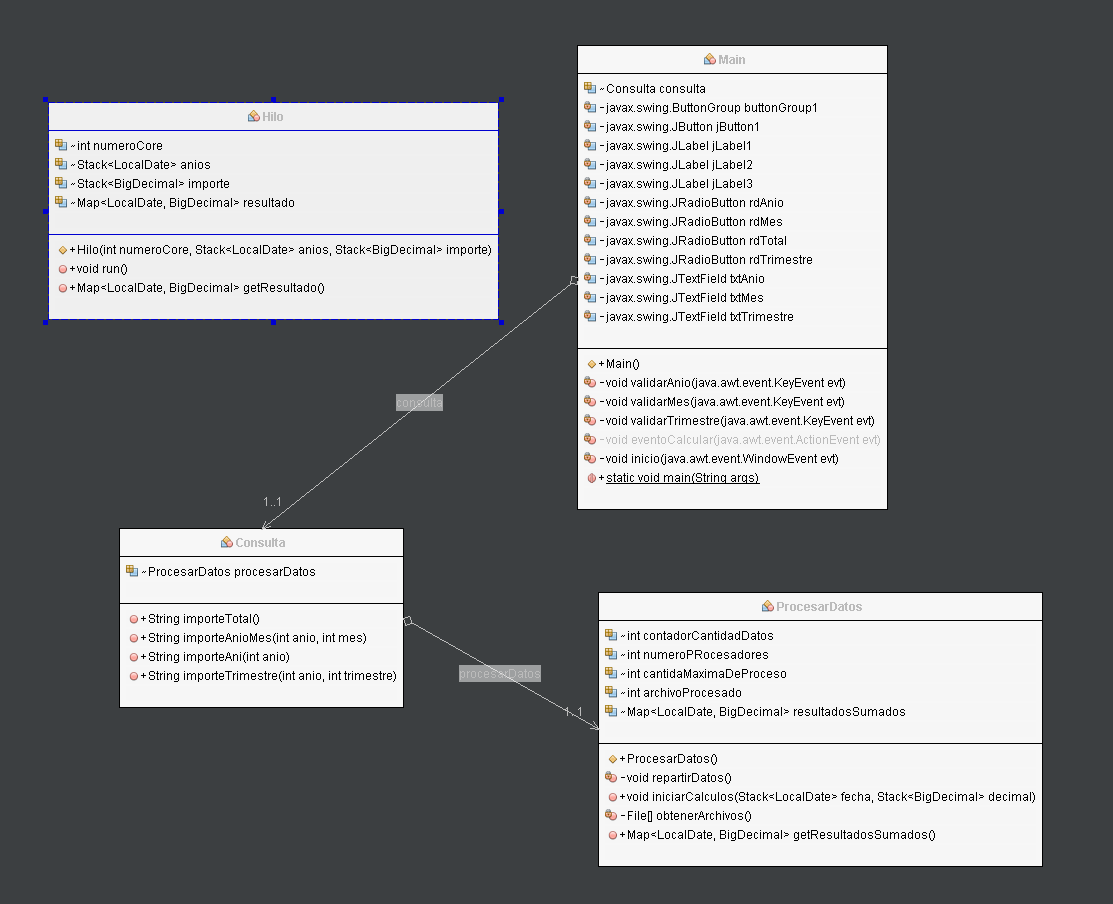 Hilo
~int numeroCore
~Stack<LocalDate> anios
~Stack<BigDecimal> importe
~Map<LocalDate, BigDecimal> resultado
+Hilo(int numeroCore, Stack<LocalDate> anios, Stack<BigDecimal> importe)
+void run()
+Map<LocalDate, BigDecimal> getResultado()
Main
~Consulta consulta
-javax.swing.ButtonGroup buttonGroup1
-javax.swing.JButton jButton1
-javax.swing.JLabel jLabel1
-javax.swing.JLabel jLabel2
-javax.swing.JLabel jLabel3
-javax.swing.JRadioButton rdAnio
-javax.swing.JRadioButton rdMes
-javax.swing.JRadioButton rdTotal
-javax.swing.JRadioButton rdTrimestre
-javax.swing.JTextField txtAnio
-javax.swing.JTextField txtMes
-javax.swing.JTextField txtTrimestre
+Main()
-void validarAnio(java.awt.event.KeyEvent evt)
-void validarMes(java.awt.event.KeyEvent evt)
-void validarTrimestre(java.awt.event.KeyEvent evt)
-void eventoCalcular(java.awt.event.ActionEvent evt)
-void inicio(java.awt.event.WindowEvent evt)
+static void main(String args)
consulta
1..1
Consulta
~ProcesarDatos procesarDatos
+String importeTotal()
+String importeAnioMes(int anio, int mes)
+String importeAni(int anio)
+String importeTrimestre(int anio, int trimestre)
procesarDatos
1..1
ProcesarDatos
~int contadorCantidadDatos
~int numeroPRocesadores
~int cantidaMaximaDeProceso
~int archivoProcesado
~Map<LocalDate, BigDecimal> resultadosSumados
+ProcesarDatos()
-void repartirDatos()
+void iniciarCalculos(Stack<LocalDate> fecha, Stack<BigDecimal> decimal)
-File[] obtenerArchivos()
+Map<LocalDate, BigDecimal> getResultadosSumados()